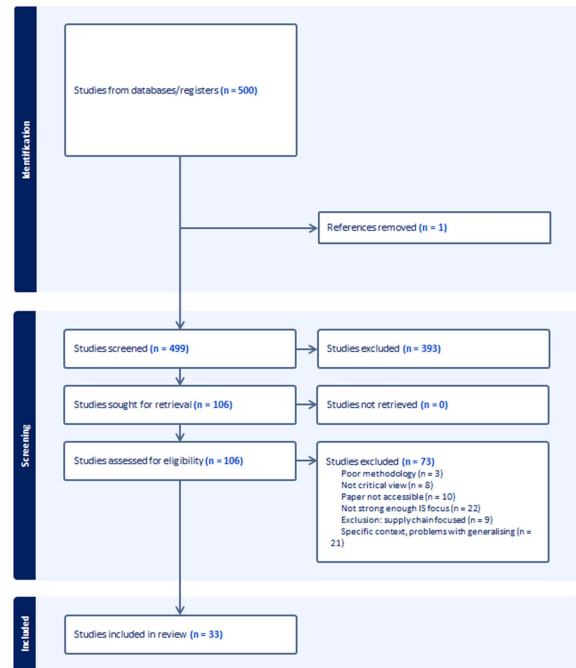 Identification
Studies from databases/registers (n = 500)
References removed (n = 1)
Screening
Studies screened (n = 499)
Studies excluded (n = 393)
Studies sought for retrieval (n = 106)
Studies not retrieved (n = 0)
Studies assessed for eligibility (n = 106)
Studies excluded (n = 73)
Poor methodology (n = 3)
Not critical view (n = 8)
Paper not accessible (n = 10)
Not strong enough IS focus (n = 22)
Exclusion: supply chain focused (n = 9)
Specific context, problems with generalising (n =
21)
Included
Studies included in review (n = 33)